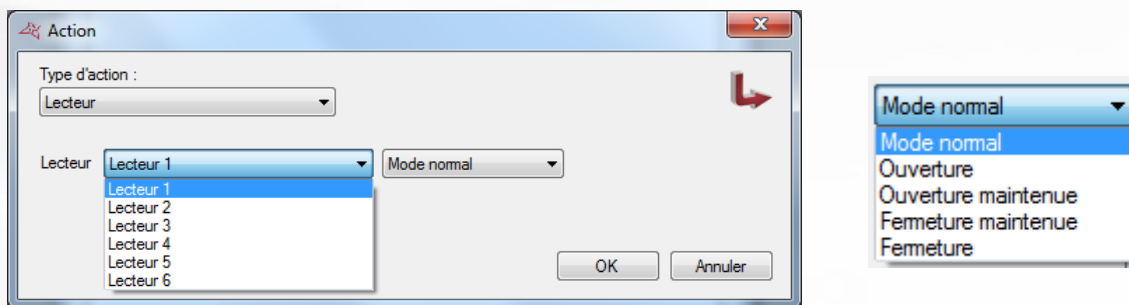 Action
Type d'action :
Lecteur
Lecteur Lecteur 1 Mode normal
Lecteur 1
Lecteur 2
Lecteur 3
Lecteur 4
Lecteur 5
Lecteur 6
OK Annuler
Mode normal
Mode normal
Ouverture
Ouverture maintenue
Fermeture maintenue
Fermeture